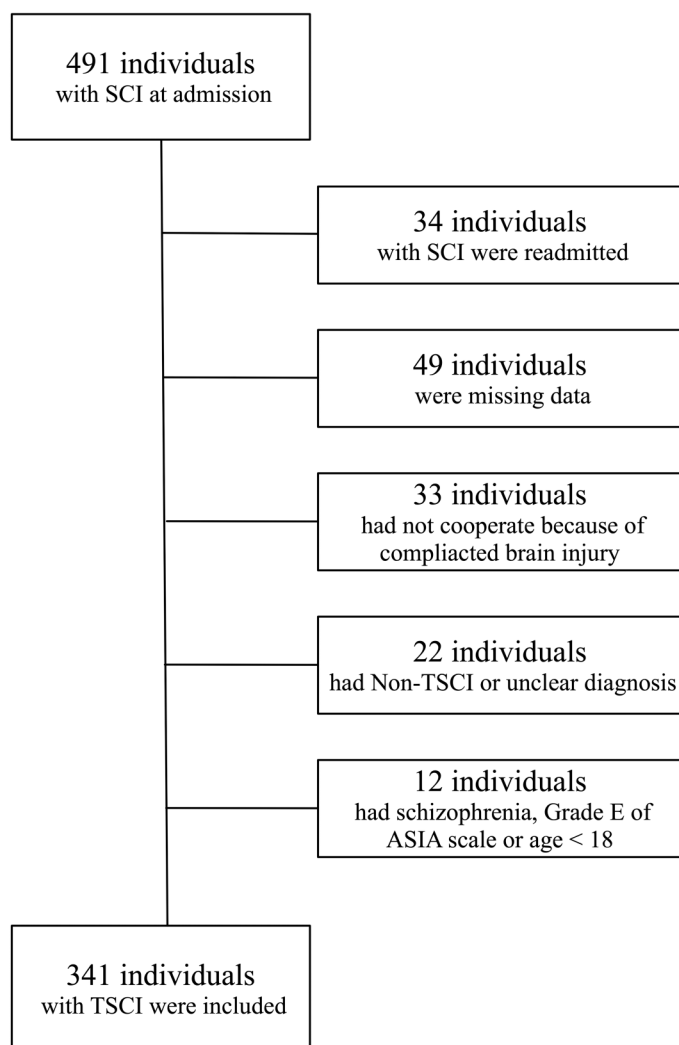 491 individuals
with SCI at admission
34 individuals
with SCI were readmitted
49 individuals
were missing data
33 individuals
had not cooperate because of
compliacted brain injury
22 individuals
had Non-TSCI or unclear diagnosis
12 individuals
had schizophrenia, Grade E of
ASIA scale or age < 18
341 individuals
with TSCI were included